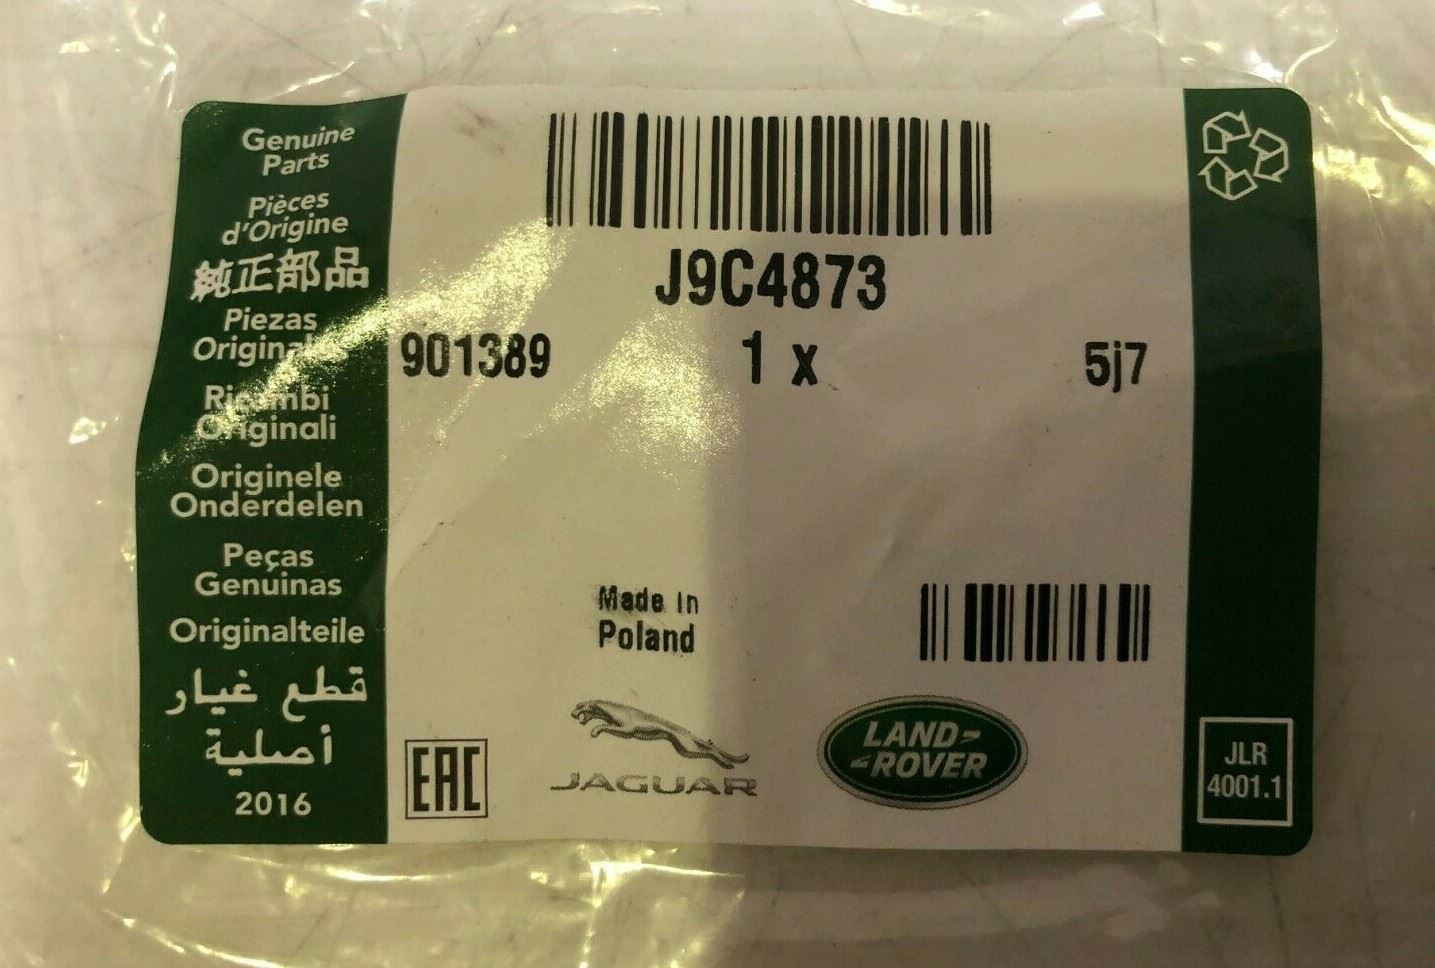 Genuine
Parts
Pièces
d'Origine
純正部品
Piezas
Ricambi
Originali
Originele
Onderdelen
Peças
Genuinas
Originalteile
قطع غيار
أصلية
2016
J9C4873
901389 1 x 5j7
Made in
Poland
EAC
JAGUAR
LAND-
-ROVER
JLR
4001.1